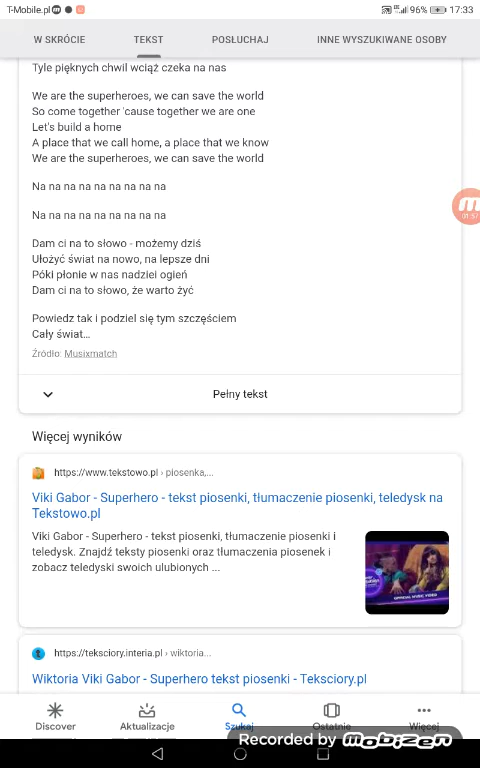 T-Mobile.pl 96% 17:33
W SKRÓCIE TEKST POSŁUCHAJ INNE WYSZUKIWANE OSOBY
Tyle pięknych chwil wciąż czeka na nas
We are the superheroes, we can save the world
So come together 'cause together we are one
Let's build a home
A place that we call home, a place that we know
We are the superheroes, we can save the world
Na na na na na na na na na
Na na na na na na na na na
Dam ci na to słowo - możemy dziś
Ułożyć świat na nowo, na lepsze dni
Póki płonie w nas nadziei ogień
Dam ci na to słowo, że warto żyć
Powiedz tak i podziel się tym szczęściem
Cały świat...
Źródło: Musixmatch
01:57
Pełny tekst
Więcej wyników
https://www.tekstowo.pl › piosenka,...
Viki Gabor - Superhero - tekst piosenki, tłumaczenie piosenki, teledysk na
Tekstowo.pl
Viki Gabor - Superhero - tekst piosenki, tłumaczenie piosenki i
teledysk. Znajdź teksty piosenki oraz tłumaczenia piosenek i
zobacz teledyski swoich ulubionych ...
OFFICIAL MUSIC VIDEO
https://teksciory.interia.pl › wiktoria...
Wiktoria Viki Gabor - Superhero tekst piosenki - Teksciory.pl
Discover Aktualizacje Szukaj Ostatnie Więcej
Recorded by mobizen